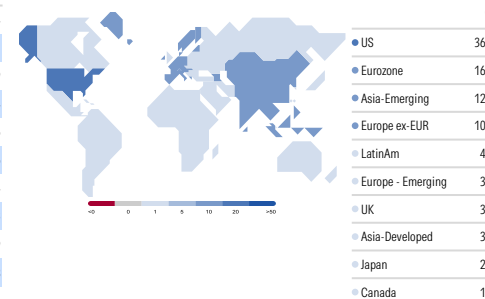 US 36
Eurozone 16
Asia-Emerging 12
Europe ex-EUR 10
LatinAm 4
Europe - Emerging 3
UK 3
Asia-Developed 3
Japan 2
Canada 1
<0 0 1 5 10 20 >50